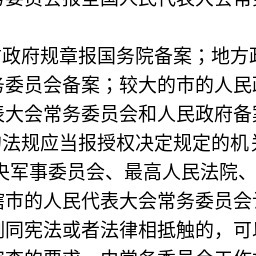 务委员会报全国人民代表大会常务
政府规章报国务院备案；地方政
务委员会备案；较大的市的人民政
表大会常务委员会和人民政府备案
法规应当报授权决定规定的机关
央军事委员会、最高人民法院、
辖市的人民代表大会常务委员会认
同宪法或者法律相抵触的，可以